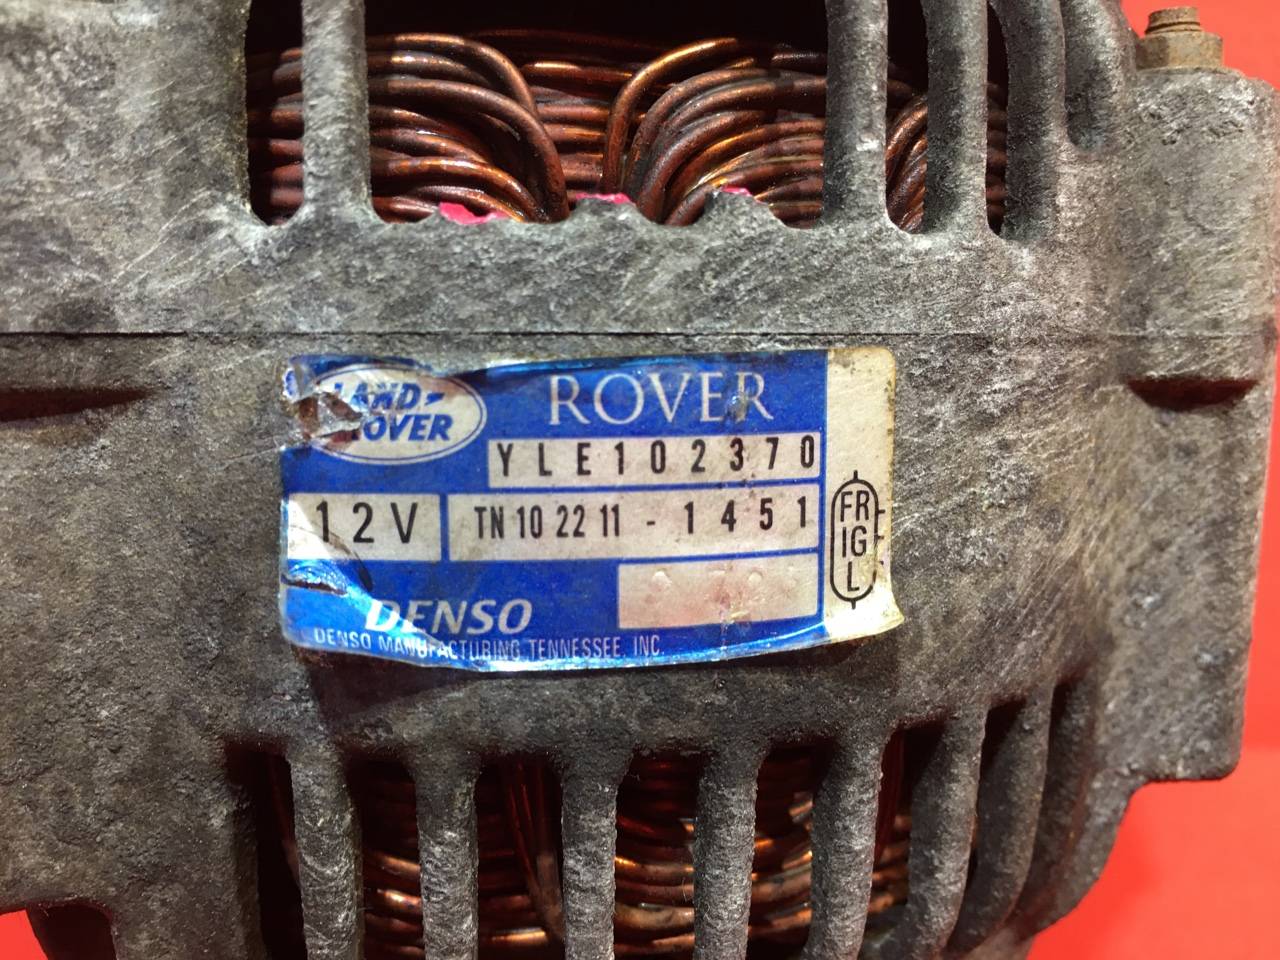 LAND-
ROVER
ROVER
YLE102370
12V
TN 10 22 11 - 1451
FR
IG
L
DENSO
DENSO MANUFACTURING TENNESSEE, INC.